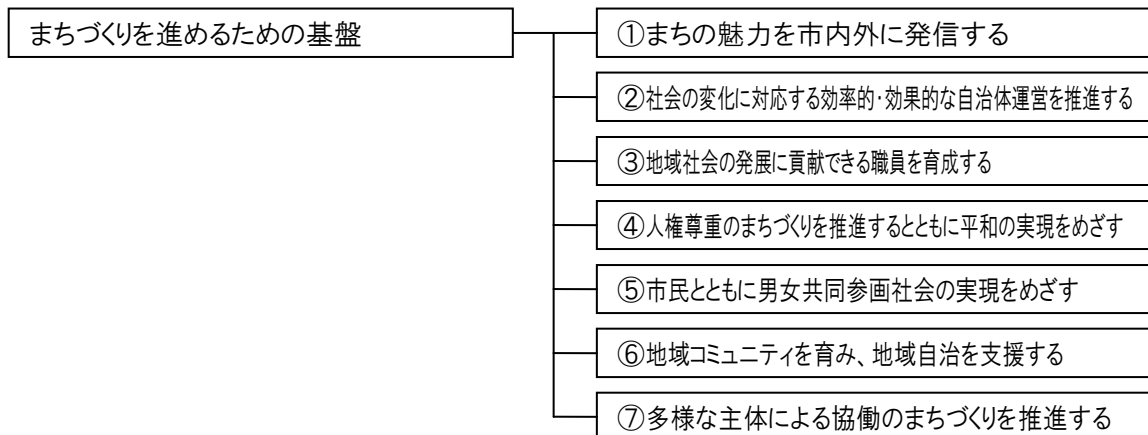 まちづくりを進めるための基盤
①まちの魅力を市内外に発信する
②社会の変化に対応する効率的・効果的な自治体運営を推進する
③地域社会の発展に貢献できる職員を育成する
④人権尊重のまちづくりを推進するとともに平和の実現をめざす
⑤市民とともに男女共同参画社会の実現をめざす
⑥地域コミュニティを育み、地域自治を支援する
⑦多様な主体による協働のまちづくりを推進する